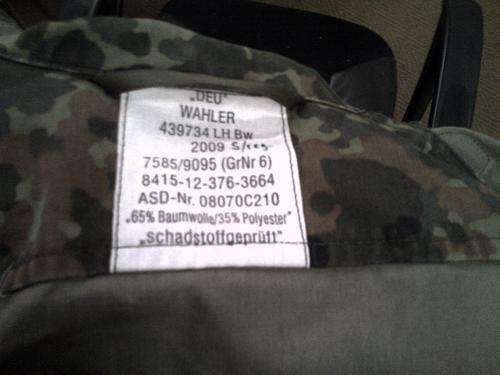 „DEU"
WAHLER
439734 LH Bw
2009
7585/9095 (GrNr 6)
8415-12-376-3664
ASD-Nr. 08070C210
„65% Baumwolle/35% Polyester"
„schadstoffgeprüft"